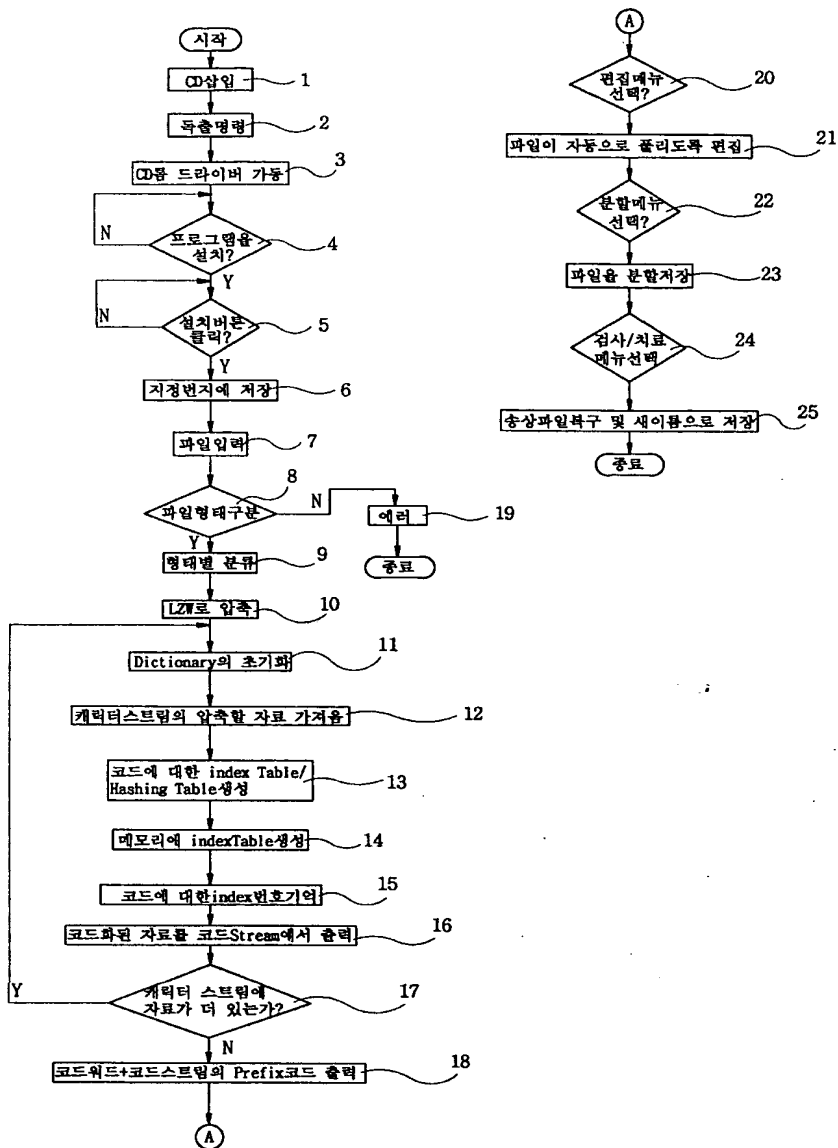 시작
CD삽입
1
독출명령
2
CD롬 드라이버 가동
3
프로그램을
설치?
4
N
Y
설치버튼
클릭?
5
N
Y
지정번지에 저장
6
파일입력
7
파일형태구분
8
N
에러
19
종료
Y
형태별 분류
9
LZW로 압축
10
Dictionary의 초기화
11
캐릭터스트림의 압축할 자료 가져옴
12
코드에 대한 index Table/
Hashing Table생성
13
메모리에 indexTable생성
14
코드에 대한index번호기억
15
코드화된 자료를 코드Stream에서 출력
16
캐릭터 스트림에
자료가 더 있는가?
17
Y
N
코드워드+코드스트림의 Prefix코드 출력
18
A
A
편집메뉴
선택?
20
파일이 자동으로 풀리도록 편집
21
분할메뉴
선택?
22
파일을 분할저장
23
검사/치료
메뉴선택
24
송상파일복구 및 새이름으로 저장
25
종료